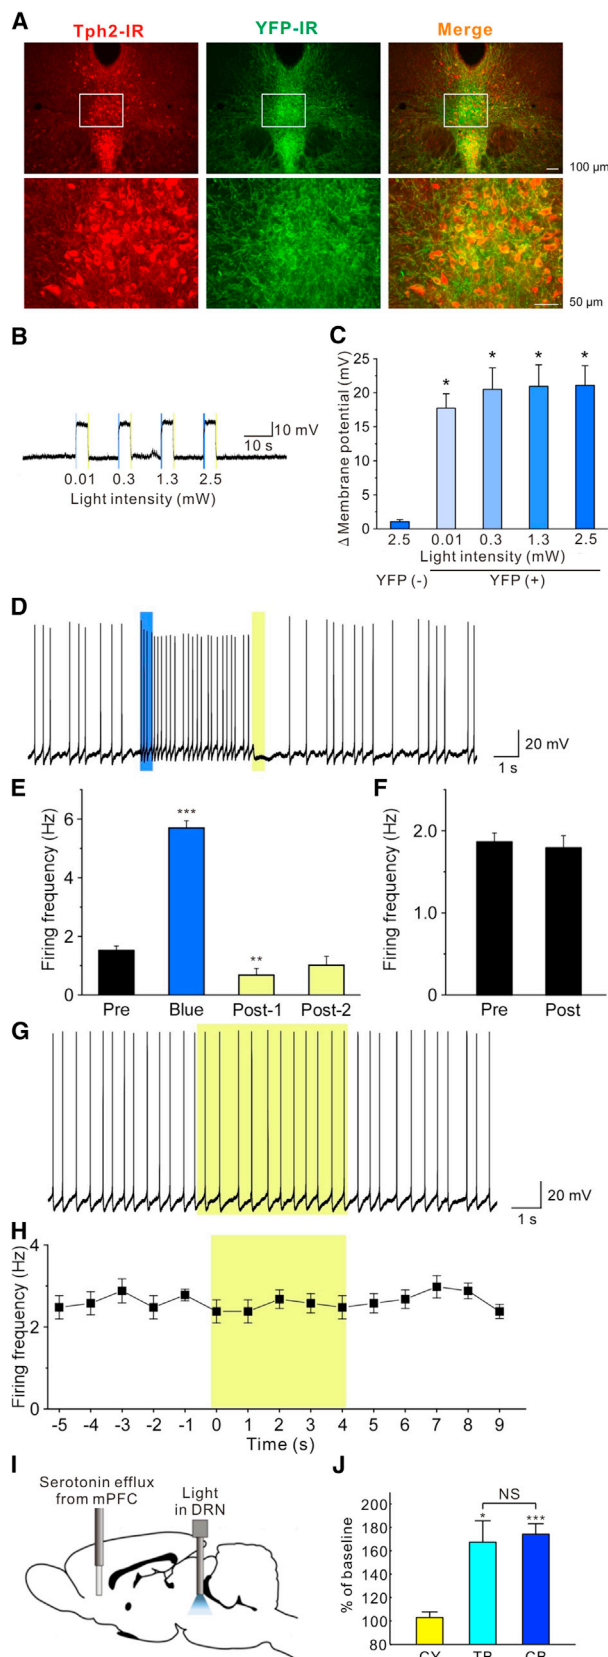 A
Tph2-IR YFP-IR Merge
100 µm
50 µm
B
10 mV
10 s
0.01 0.3 1.3 2.5
Light intensity (mW)
C
Δ Membrane potential (mV)
25
20
15
10
5
0
* * * *
2.5 0.01 0.3 1.3 2.5
Light intensity (mW)
YFP (-) YFP (+)
D
20 mV
1 s
E
Firing frequency (Hz)
6
4
2
0
***
**
Pre Blue Post-1 Post-2
F
Firing frequency (Hz)
2.0
1.0
0
Pre Post
G
20 mV
1 s
H
Firing frequency (Hz)
4
2
0
-5 -4 -3 -2 -1 0 1 2 3 4 5 6 7 8 9
Time (s)
I
Serotonin efflux
from mPFC
Light
in DRN
J
% of baseline
180
160
140
120
100
80
NS
* ***
CY TB CB